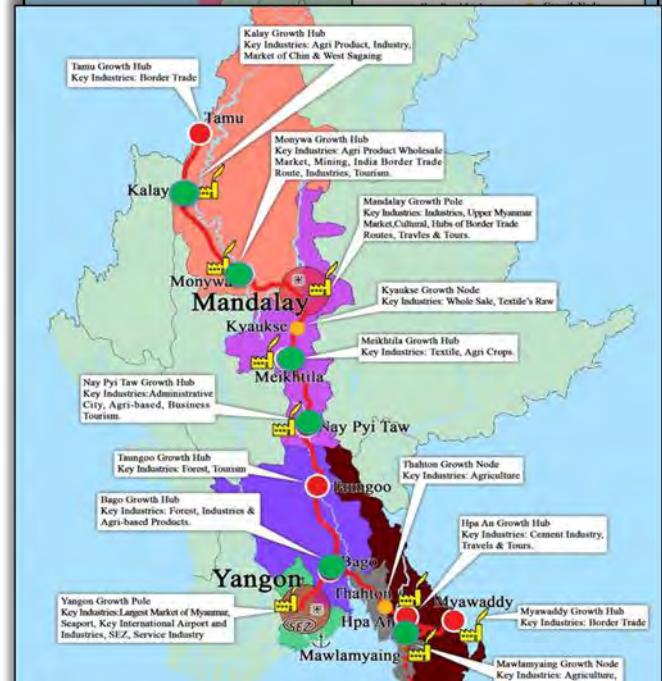 Kalay Growth Hub
Key Industries: Agri Product, Industry,
Market of Chin & West Sagaing
Tamu Growth Hub
Key Industries: Border Trade
Tamu
Monywa Growth Hub
Key Industries: Agri Product Wholesale
Market, Mining, India Border Trade
Route, Industries, Tourism.
Kalay
Mandalay Growth Pole
Key Industries: Industries, Upper Myanmar
Market,Cultural, Hubs of Border Trade
Routes, Travles & Tours.
Monywa
Mandalay
Kyaukse Growth Node
Key Industries: Whole Sale, Textile's Raw
Kyaukse
Meikhtila Growth Hub
Key Industries: Textile, Agri Crops.
Meikhtila
Nay Pyi Taw Growth Hub
Key Industries:Administrative
City, Agri-based, Business
Tourism.
Nay Pyi Taw
Taungoo Growth Hub
Key Industries: Forest, Tourism
Thahton Growth Node
Key Industries: Agriculture
Taungoo
Bago Growth Hub
Key Industries: Forest, Industries &
Agri-based Products.
Hpa An Growth Hub
Key Industries: Cement Industry,
Travels & Tours.
Bago
Yangon
Thahton
Myawaddy
Yangon Growth Pole
Key Industries:Largest Market of Myanmar,
Seaport, Key International Airport and
Industries, SEZ, Service Industry
SEZ
Hpa An
Myawaddy Growth Hub
Key Industries: Border Trade
Mawlamyaing
Mawlamyaing Growth Node
Key Industries: Agriculture,